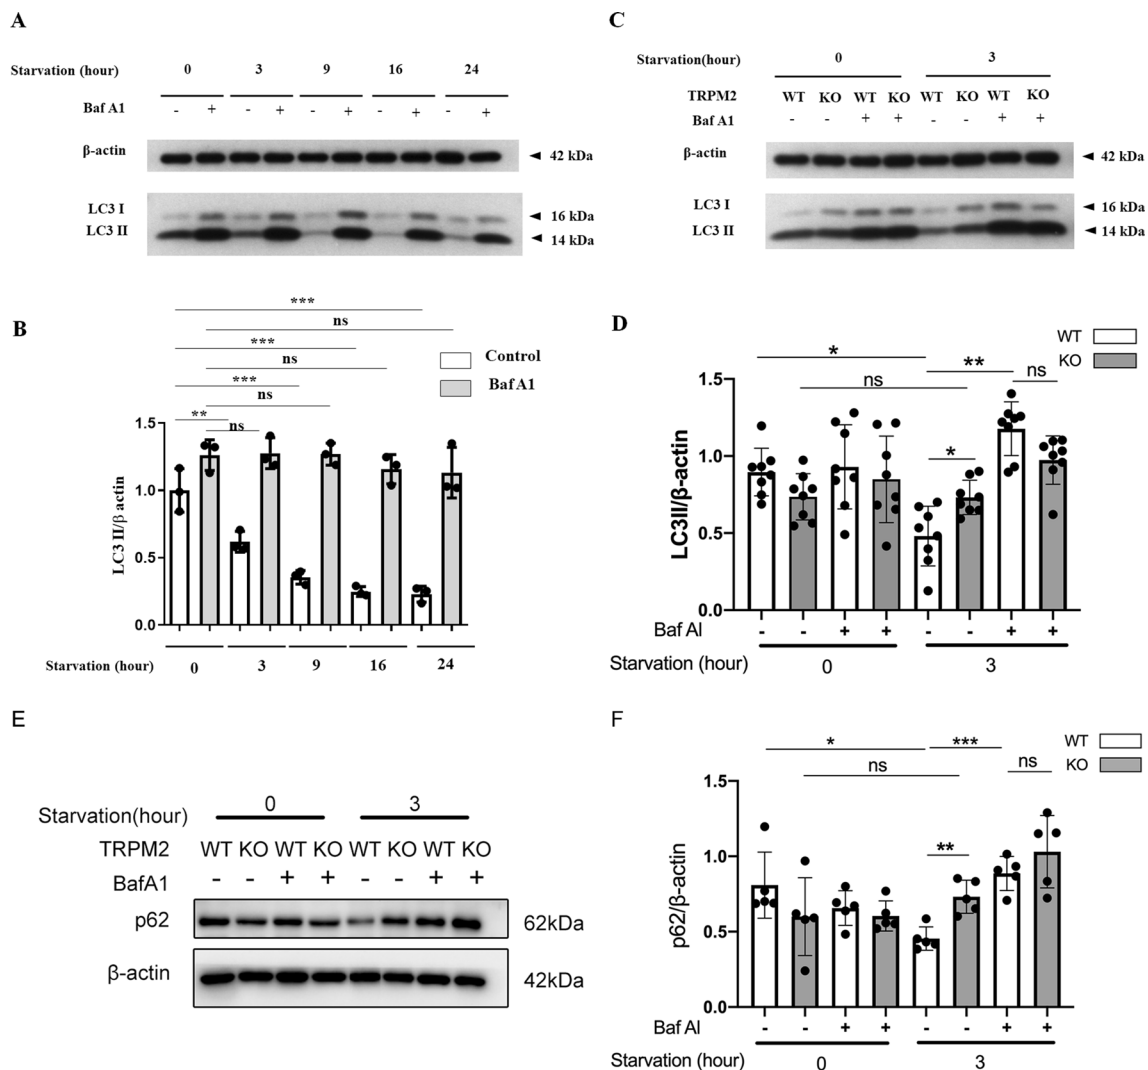 A
Starvation (hour)
0 3 9 16 24
Baf A1 - + - + - + - + - +
β-actin
42 kDa
LC3 I
16 kDa
LC3 II
14 kDa
C
Starvation(hour)
0 3
TRPM2 WT KO WT KO WT KO WT KO
Baf A1 - - + + - - + +
β-actin
42 kDa
LC3 I
16 kDa
LC3 II
14 kDa
B
***
ns
***
ns
***
ns
**
ns
Control
Baf A1
LC3 II/β actin
1.5
1.0
0.5
0.0
Starvation (hour) 0 3 9 16 24
D
WT
KO
*
**
ns
ns
*
LC3II/β-actin
1.5
1.0
0.5
0.0
Baf AI - - + + - - + +
Starvation (hour) 0 3
E
Starvation(hour) 0 3
TRPM2 WT KO WT KO WT KO WT KO
BafA1 - - + + - - + +
p62 62kDa
β-actin 42kDa
F
WT
KO
*
***
ns
ns
**
p62/β-actin
1.5
1.0
0.5
0.0
Baf AI - - + + - - + +
Starvation (hour) 0 3